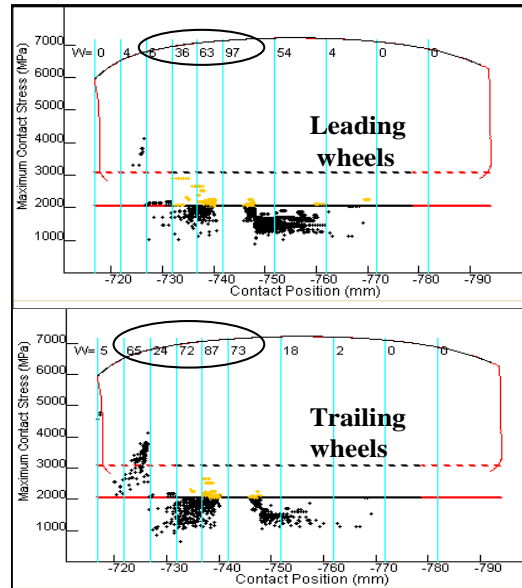 Maximum Contact Stress (MPa)
7000
6000
5000
4000
3000
2000
1000
W= 0 4 6 36 63 97 54 4 0 0
Leading
wheels
-720 -730 -740 -750 -760 -770 -780 -790
Contact Position (mm)
Maximum Contact Stress (MPa)
7000
6000
5000
4000
3000
2000
1000
W= 5 65 24 72 87 73 18 2 0 0
Trailing
wheels
-720 -730 -740 -750 -760 -770 -780 -790
Contact Position (mm)